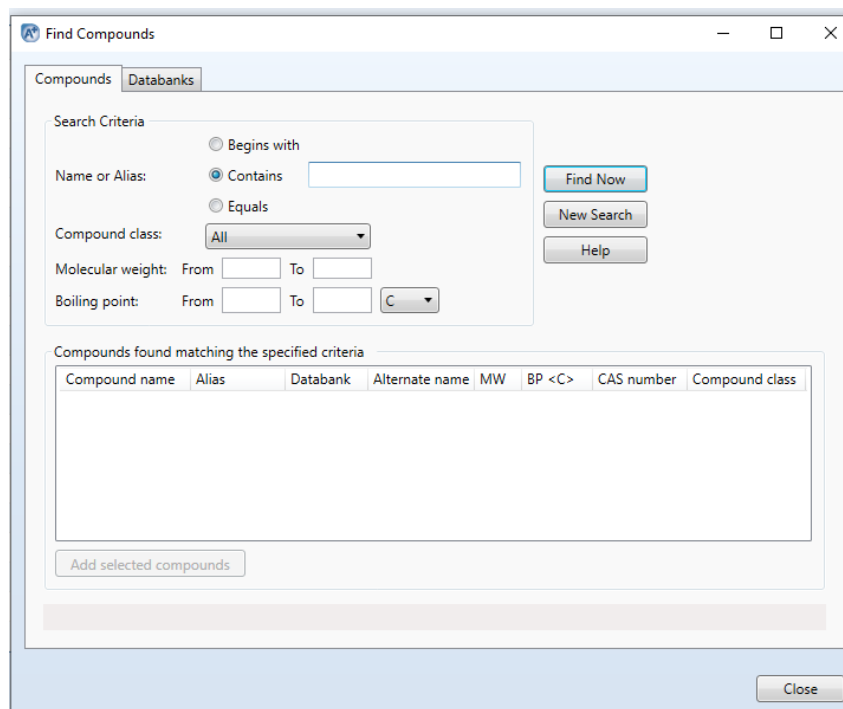 Find Compounds
Compounds Databanks
Search Criteria
Begins with
Name or Alias: Contains
Find Now
Equals
New Search
Compound class: All
Help
Molecular weight: From To
Boiling point: From To C
Compounds found matching the specified criteria
Compound name Alias Databank Alternate name MW BP <C> CAS number Compound class
Add selected compounds
Close